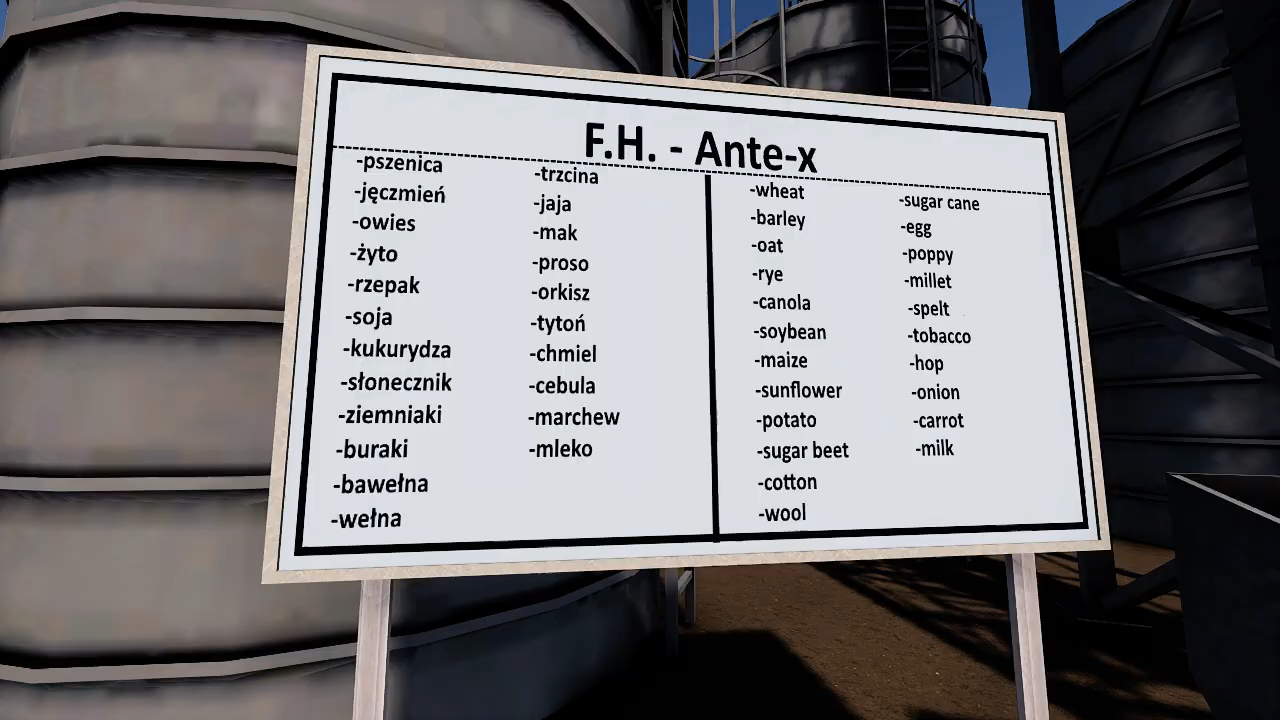 F.H. - Ante-x
-pszenica
-jęczmień
-owies
-żyto
-rzepak
-soja
-kukurydza
-słonecznik
-ziemniaki
-buraki
-bawełna
-wełna
-trzcina
-jaja
-mak
-proso
-orkisz
-tytoń
-chmiel
-cebula
-marchew
-mleko
-wheat
-barley
-oat
-rye
-canola
-soybean
-maize
-sunflower
-potato
-sugar beet
-cotton
-wool
-sugar cane
-egg
-poppy
-millet
-spelt
-tobacco
-hop
-onion
-carrot
-milk